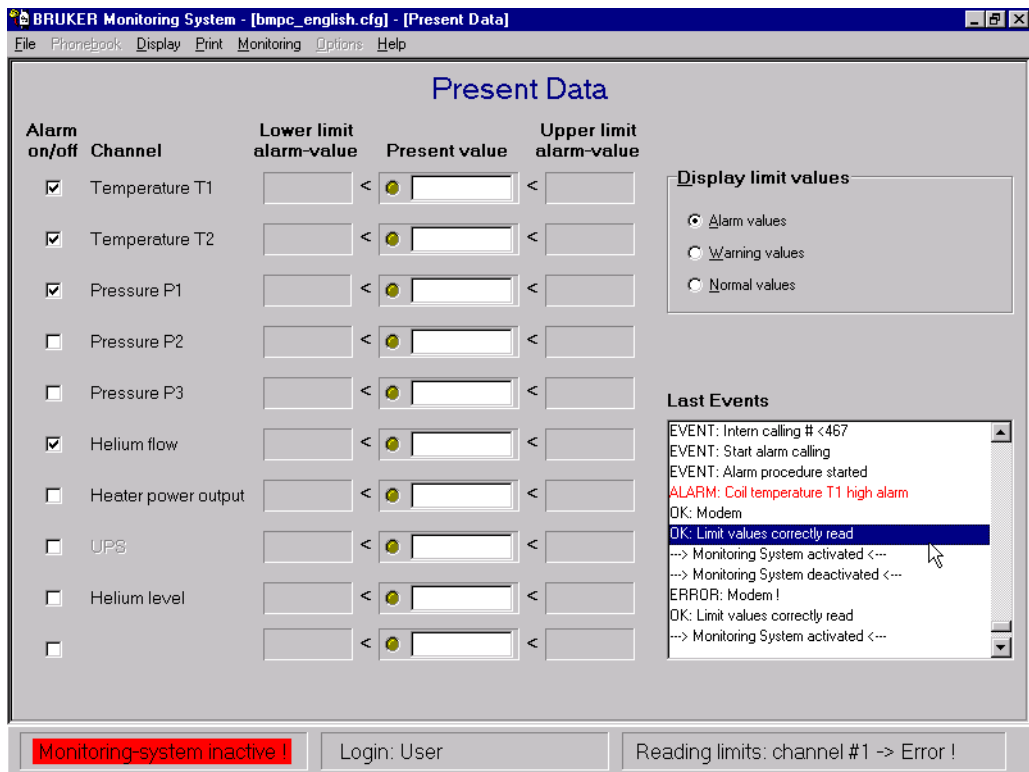 BRUKER Monitoring System - [bmpc_english.cfg] - [Present Data]
File Phonebook Display Print Monitoring Options Help
Present Data
Alarm on/off Channel Lower limit alarm-value Present value Upper limit alarm-value
Temperature T1 < <
Temperature T2 < <
Pressure P1 < <
Pressure P2 < <
Pressure P3 < <
Helium flow < <
Heater power output < <
UPS < <
Helium level < <
< <
Display limit values
Alarm values
Warning values
Normal values
Last Events
EVENT: Intern calling # <467
EVENT: Start alarm calling
EVENT: Alarm procedure started
ALARM: Coil temperature T1 high alarm
OK: Modem
OK: Limit values correctly read
---> Monitoring System activated <---
---> Monitoring System deactivated <---
ERROR: Modem !
OK: Limit values correctly read
---> Monitoring System activated <---
Monitoring-system inactive ! Login: User Reading limits: channel #1 -> Error !